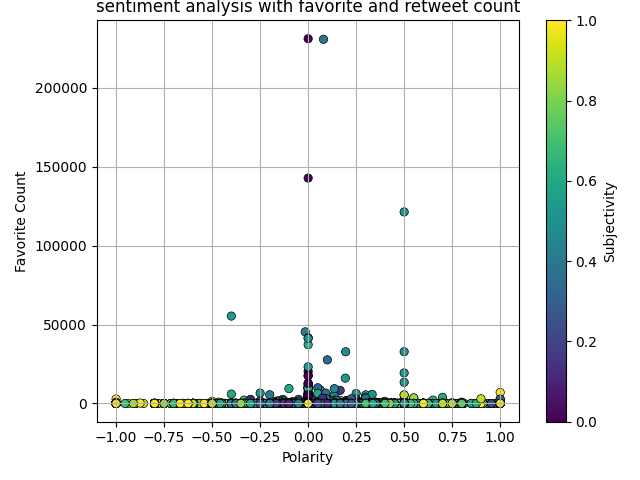 sentiment analysis with favorite and retweet count
Favorite Count
200000
150000
100000
50000
0
−1.00 −0.75 −0.50 −0.25 0.00 0.25 0.50 0.75 1.00
Polarity
1.0
0.8
0.6
0.4
0.2
0.0
Subjectivity